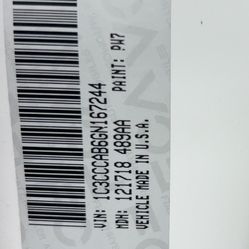 VIN: 1C3CCCAB6GN167244
MDH: 121718 489AA PAINT: PW7
VEHICLE MADE IN U.S.A.